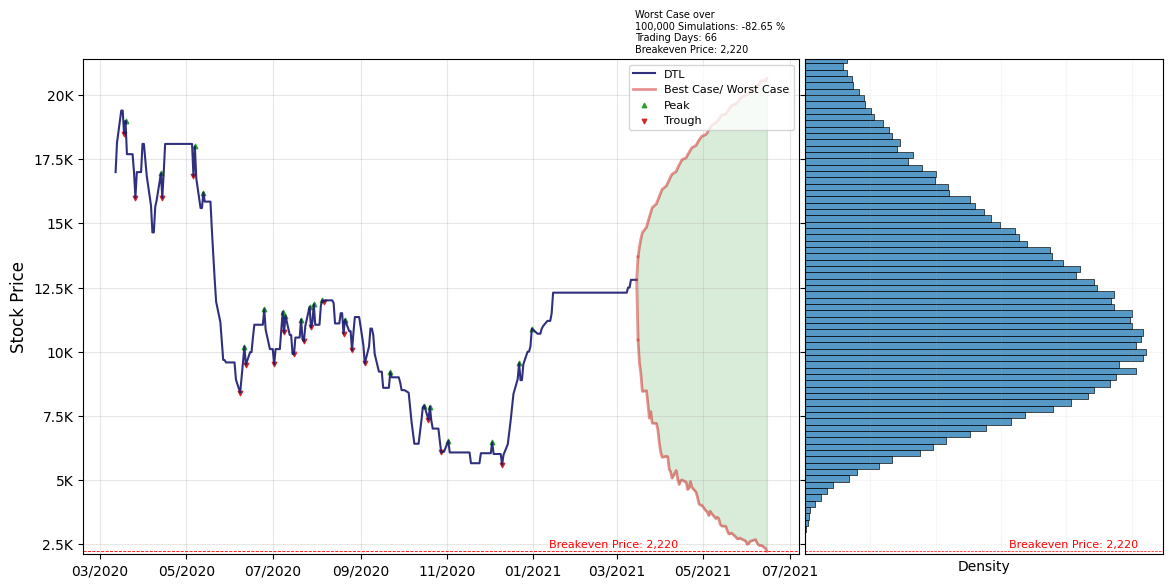 Worst Case over
100,000 Simulations: -82.65 %
Trading Days: 66
Breakeven Price: 2,220
DTL
Best Case/ Worst Case
Peak
Trough
Stock Price
20K
17.5K
15K
12.5K
10K
7.5K
5K
2.5K
Breakeven Price: 2,220
Breakeven Price: 2,220
03/2020 05/2020 07/2020 09/2020 11/2020 01/2021 03/2021 05/2021 07/2021
Density